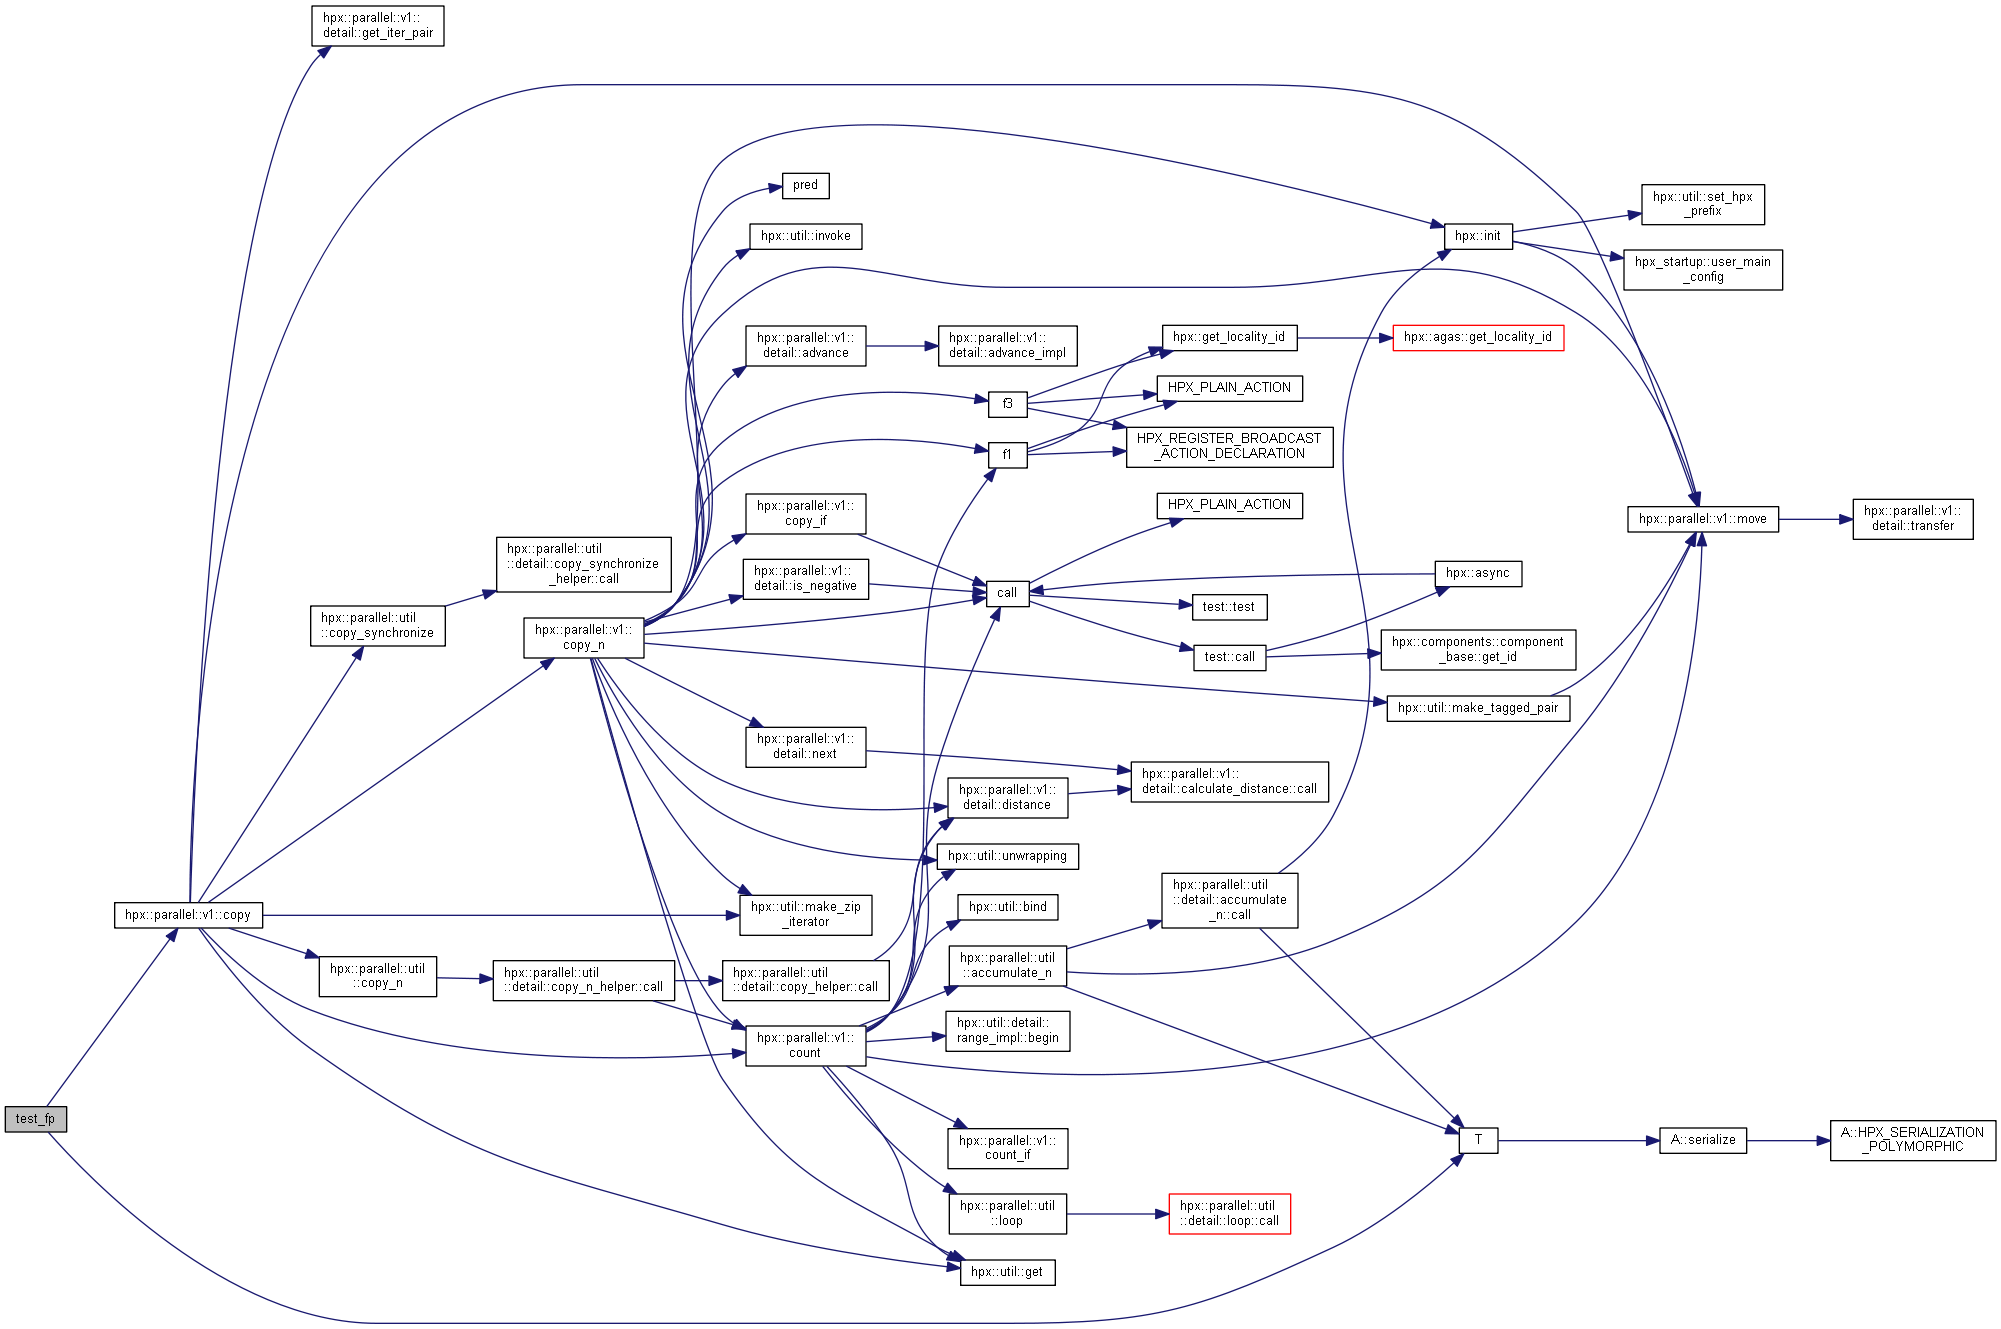 hpx::parallel::v1::
detail::get_iter_pair
pred
hpx::util::invoke
hpx::init
hpx::util::set_hpx
_prefix
hpx_startup::user_main
_config
hpx::parallel::v1::
detail::advance
hpx::parallel::v1::
detail::advance_impl
hpx::get_locality_id
hpx::agas::get_locality_id
f3
HPX_PLAIN_ACTION
f1
HPX_REGISTER_BROADCAST
_ACTION_DECLARATION
hpx::parallel::v1::
copy_if
HPX_PLAIN_ACTION
hpx::parallel::v1::move
hpx::parallel::v1::
detail::transfer
hpx::parallel::util
::detail::copy_synchronize
_helper::call
hpx::parallel::v1::
detail::is_negative
call
hpx::async
test::test
hpx::parallel::util
::copy_synchronize
hpx::parallel::v1::
copy_n
test::call
hpx::components::component
_base::get_id
hpx::util::make_tagged_pair
hpx::parallel::v1::
detail::next
hpx::parallel::v1::
detail::calculate_distance::call
hpx::parallel::v1::
detail::distance
hpx::util::unwrapping
hpx::parallel::util
::detail::accumulate
_n::call
hpx::parallel::v1::copy
hpx::util::make_zip
_iterator
hpx::util::bind
hpx::parallel::util
::copy_n
hpx::parallel::util
::detail::copy_n_helper::call
hpx::parallel::util
::detail::copy_helper::call
hpx::parallel::util
::accumulate_n
hpx::parallel::v1::
count
hpx::util::detail::
range_impl::begin
test_fp
hpx::parallel::v1::
count_if
T
A::serialize
A::HPX_SERIALIZATION
_POLYMORPHIC
hpx::parallel::util
::loop
hpx::parallel::util
::detail::loop::call
hpx::util::get